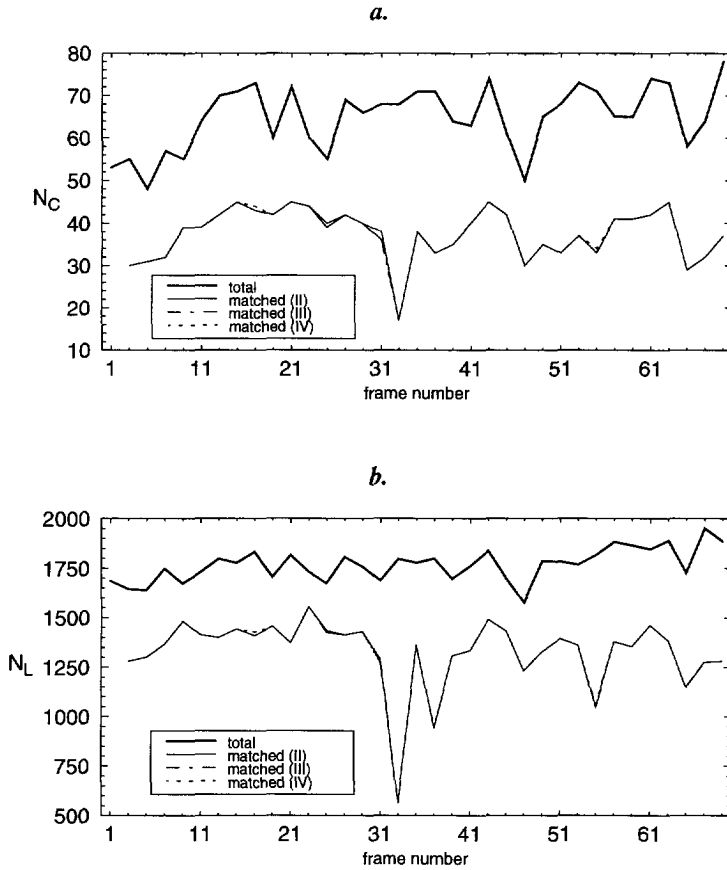 a.
80
70
60
50
N_C
40
30
20
10
total
matched (II)
matched (III)
matched (IV)
1 11 21 31 41 51 61
frame number
b.
2000
1750
1500
1250
N_L
1000
750
500
total
matched (II)
matched (III)
matched (IV)
1 11 21 31 41 51 61
frame number